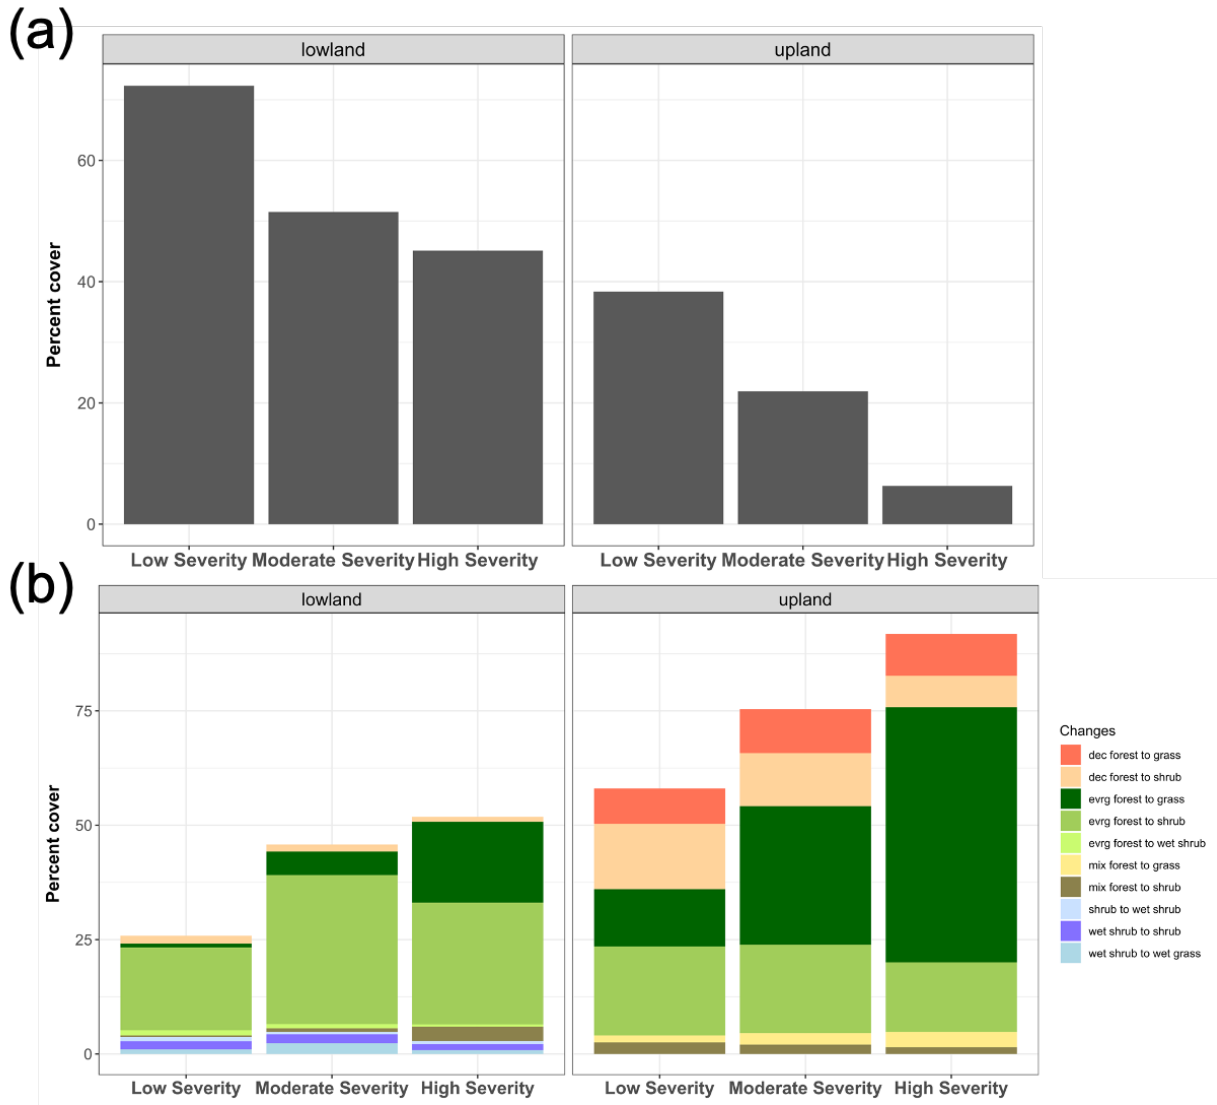 (a)
lowland
upland
Percent cover
60
40
20
0
Low Severity Moderate Severity High Severity
Low Severity Moderate Severity High Severity
(b)
lowland
upland
Percent cover
75
50
25
0
Low Severity Moderate Severity High Severity
Low Severity Moderate Severity High Severity
Changes
dec forest to grass
dec forest to shrub
evrg forest to grass
evrg forest to shrub
evrg forest to wet shrub
mix forest to grass
mix forest to shrub
shrub to wet shrub
wet shrub to shrub
wet shrub to wet grass